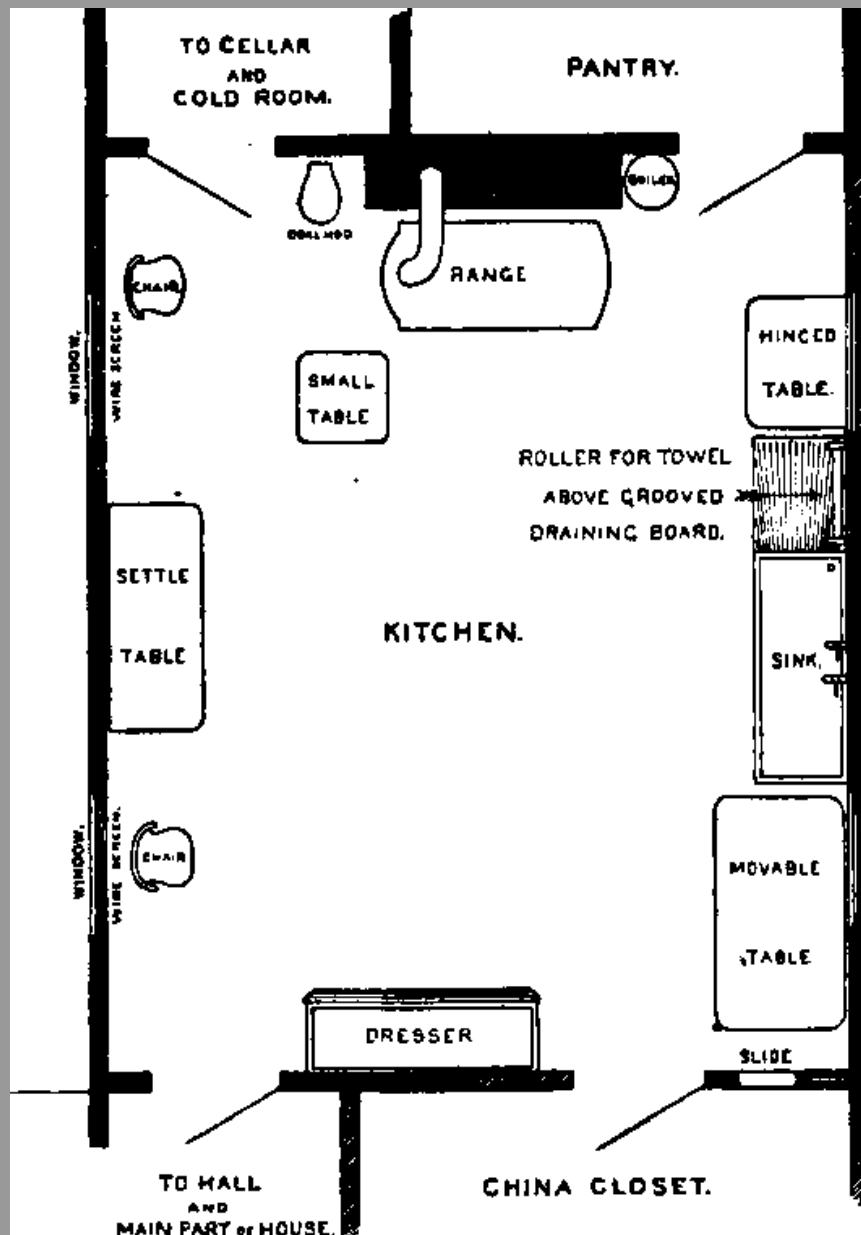 TO CELLAR
AND
COLD ROOM.
PANTRY.
BOILER
COAL HOD
RANGE
CHAIR
WINDOW.
WIRE SCREEN
HINGED
TABLE.
SMALL
TABLE
ROLLER FOR TOWEL
ABOVE GROOVED
DRAINING BOARD.
SETTLE
TABLE
KITCHEN.
SINK.
WINDOW.
WIRE SCREEN.
CHAIR
MOVABLE
TABLE
DRESSER
SLIDE
TO HALL
AND
MAIN PART OF HOUSE.
CHINA CLOSET.